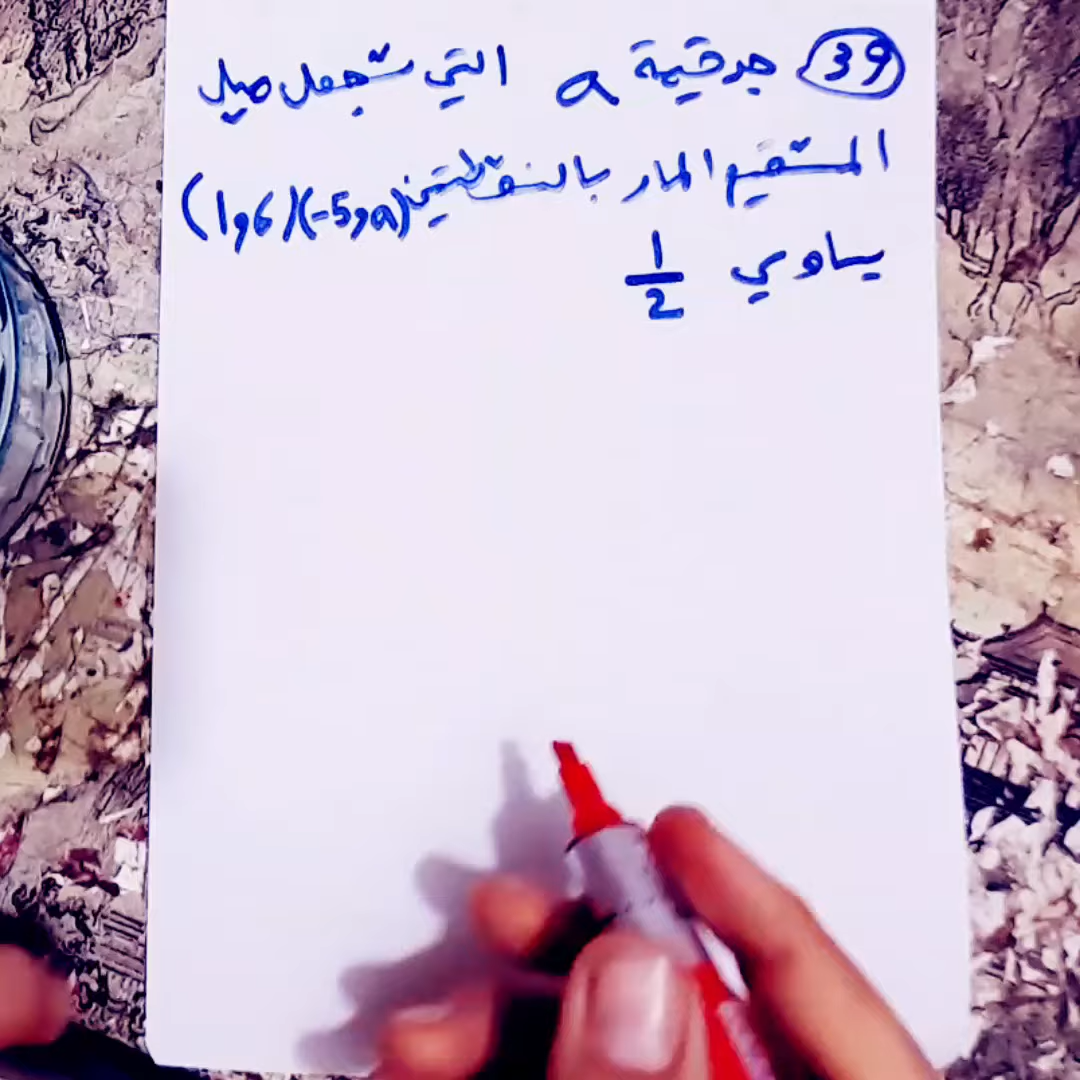 39 جد قيمة a التي تجعل ميل
المستقيم المار بالنقطتين (1,6)(-5,a)
يساوي 1/2